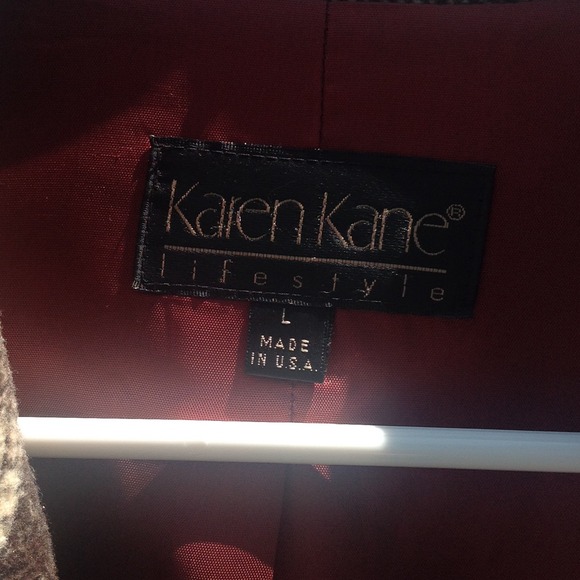 Karen Kane®
lifestyle
L
MADE
IN U.S.A.